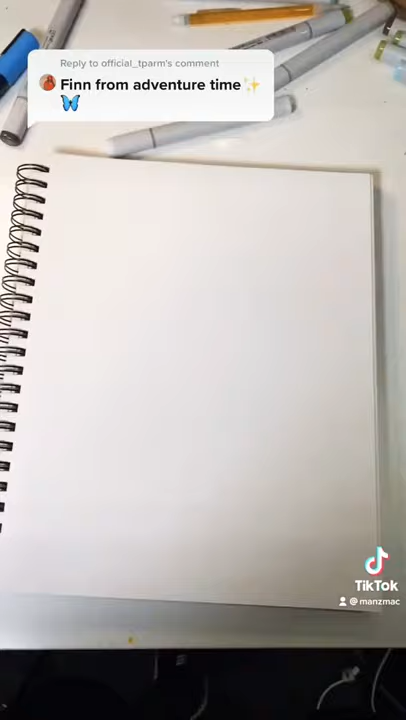 Reply to official_tparm's comment
Finn from adventure time✨
🦋
TikTok
@manzmac